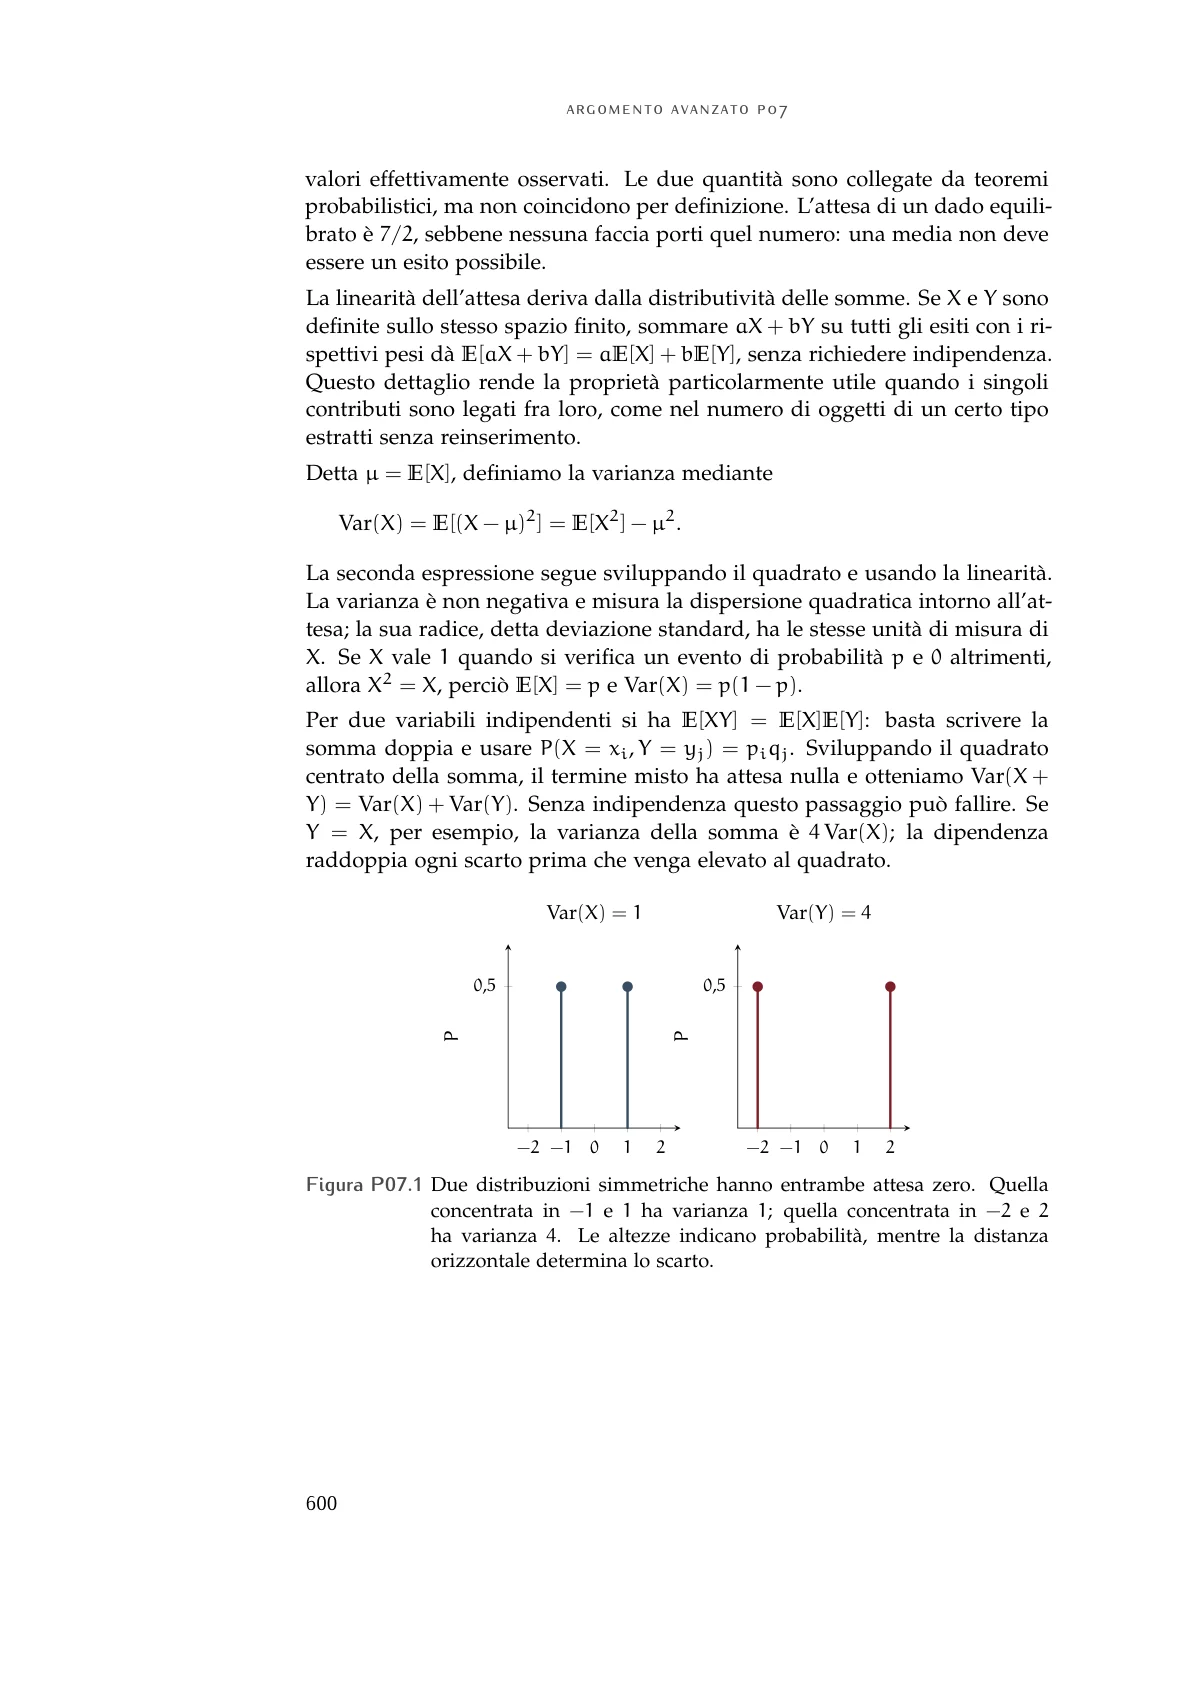 ARGOMENTO AVANZATO P07
valori effettivamente osservati. Le due quantità sono collegate da teoremi
probabilistici, ma non coincidono per definizione. L'attesa di un dado equili-
brato è 7/2, sebbene nessuna faccia porti quel numero: una media non deve
essere un esito possibile.
La linearità dell'attesa deriva dalla distributività delle somme. Se X e Y sono
definite sullo stesso spazio finito, sommare aX + bY su tutti gli esiti con i ri-
spettivi pesi dà 𝔼[aX + bY] = a𝔼[X] + b𝔼[Y], senza richiedere indipendenza.
Questo dettaglio rende la proprietà particolarmente utile quando i singoli
contributi sono legati fra loro, come nel numero di oggetti di un certo tipo
estratti senza reinserimento.
Detta μ = 𝔼[X], definiamo la varianza mediante
Var(X) = 𝔼[(X − μ)²] = 𝔼[X²] − μ².
La seconda espressione segue sviluppando il quadrato e usando la linearità.
La varianza è non negativa e misura la dispersione quadratica intorno all'at-
tesa; la sua radice, detta deviazione standard, ha le stesse unità di misura di
X. Se X vale 1 quando si verifica un evento di probabilità p e 0 altrimenti,
allora X² = X, perciò 𝔼[X] = p e Var(X) = p(1 − p).
Per due variabili indipendenti si ha 𝔼[XY] = 𝔼[X]𝔼[Y]: basta scrivere la
somma doppia e usare P(X = xᵢ, Y = yⱼ) = pᵢqⱼ. Sviluppando il quadrato
centrato della somma, il termine misto ha attesa nulla e otteniamo Var(X +
Y) = Var(X) + Var(Y). Senza indipendenza questo passaggio può fallire. Se
Y = X, per esempio, la varianza della somma è 4 Var(X); la dipendenza
raddoppia ogni scarto prima che venga elevato al quadrato.
Var(X) = 1
0,5
P
−2 −1 0 1 2
Var(Y) = 4
0,5
P
−2 −1 0 1 2
Figura P07.1 Due distribuzioni simmetriche hanno entrambe attesa zero. Quella
concentrata in −1 e 1 ha varianza 1; quella concentrata in −2 e 2
ha varianza 4. Le altezze indicano probabilità, mentre la distanza
orizzontale determina lo scarto.
600